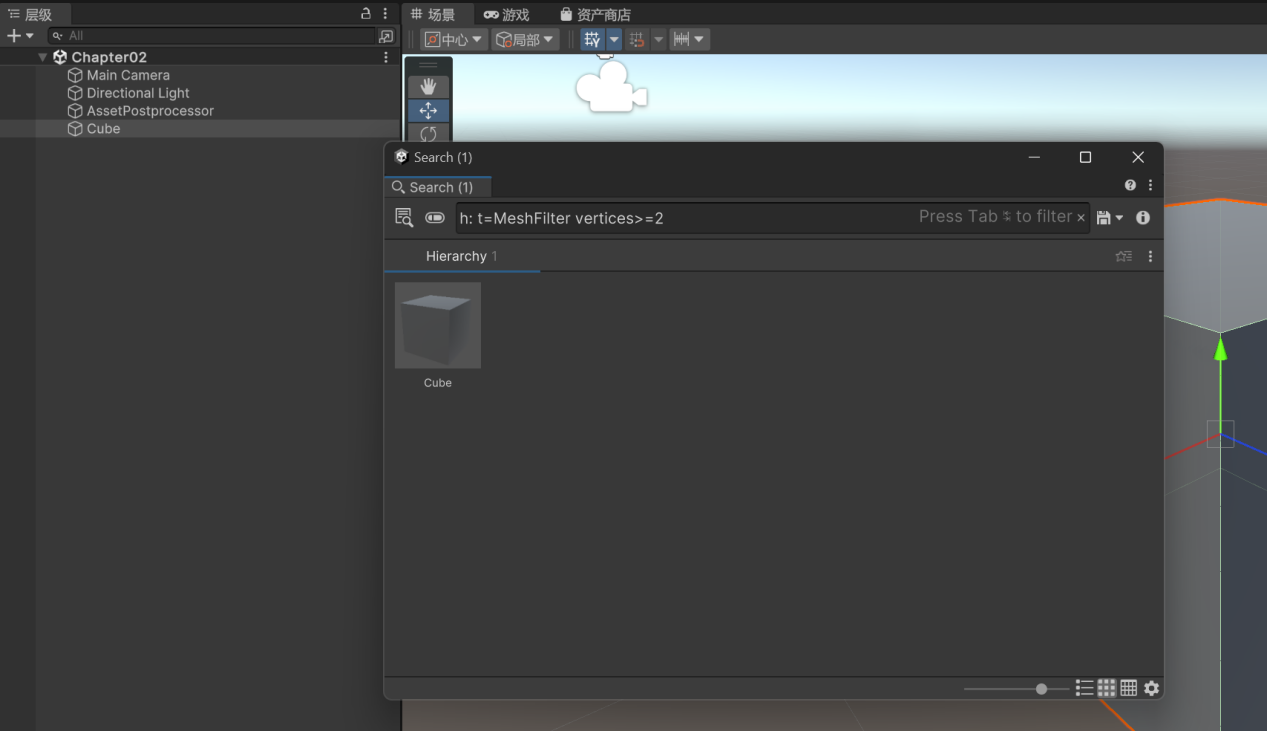 层级
All
Chapter02
Main Camera
Directional Light
AssetPostprocessor
Cube
场景 游戏 资产商店
中心 局部
Search (1)
Search (1)
h: t=MeshFilter vertices>=2 Press Tab ↹ to filter
Hierarchy 1
Cube